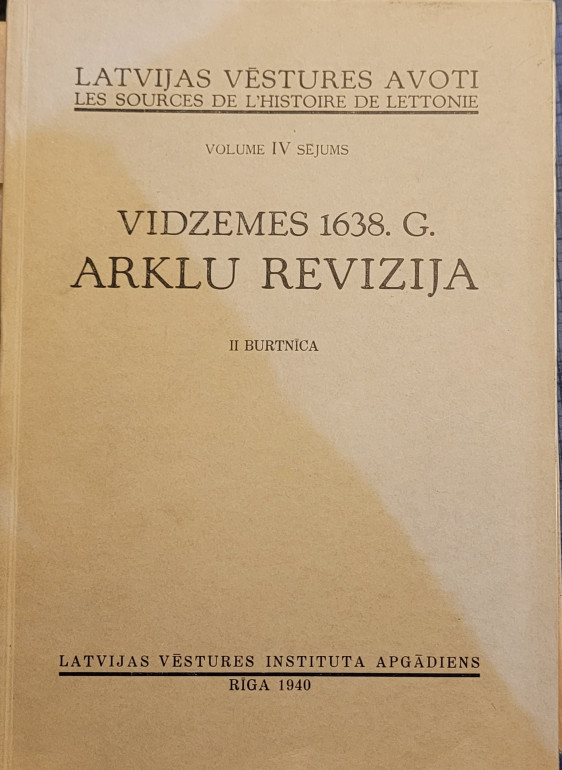 LATVIJAS VĒSTURES AVOTI
LES SOURCES DE L'HISTOIRE DE LETTONIE
VOLUME IV SĒJUMS
VIDZEMES 1638. G.
ARKLU REVIZIJA
II BURTNĪCA
LATVIJAS VĒSTURES INSTITUTA APGĀDIENS
RĪGA 1940